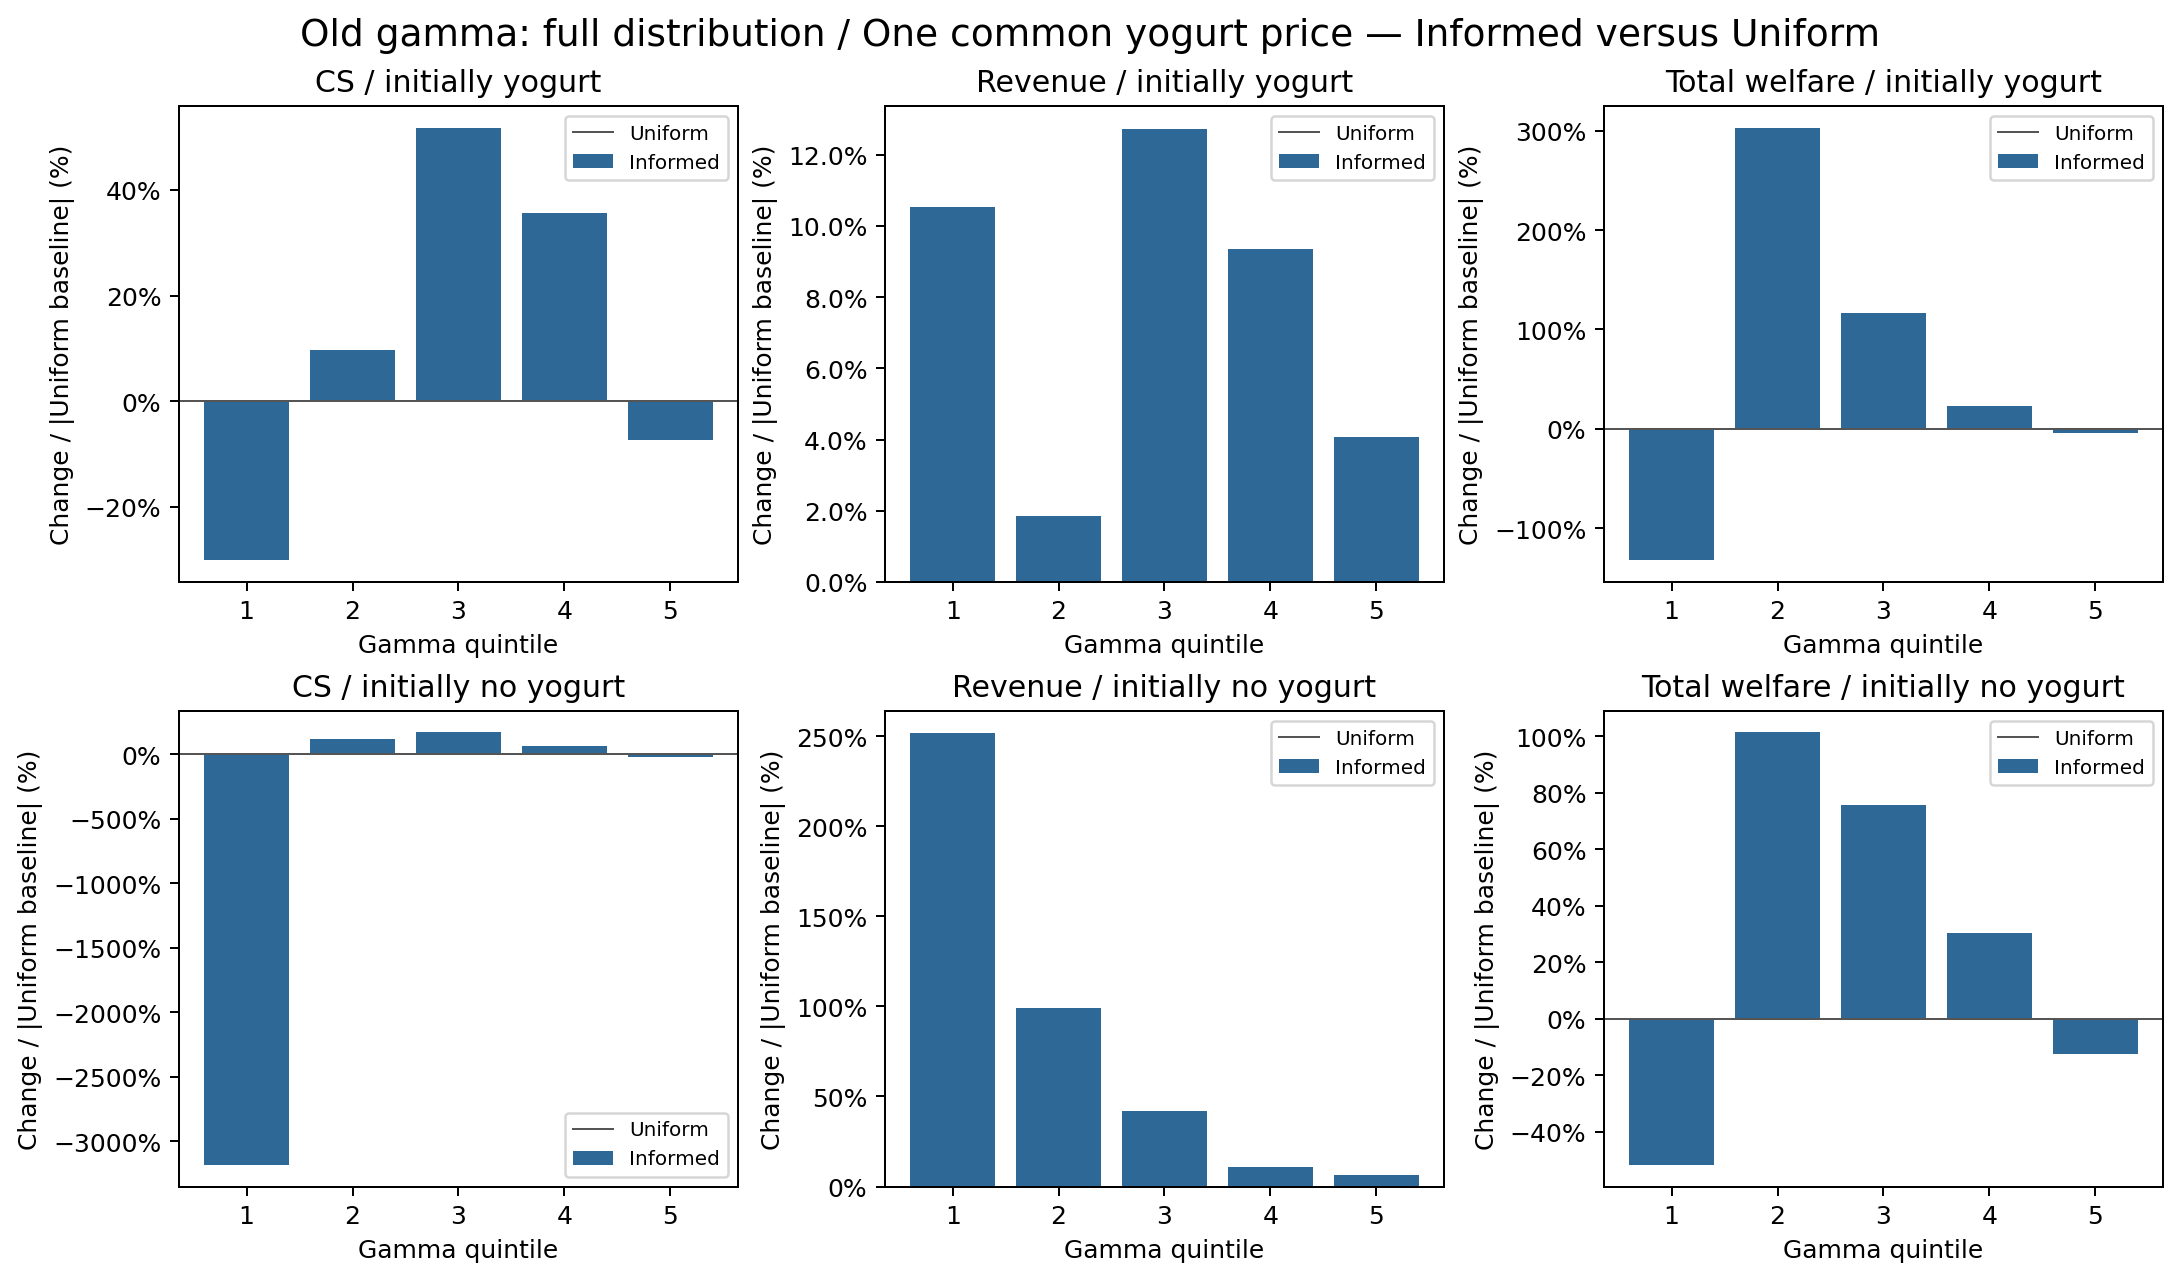 Old gamma: full distribution / One common yogurt price — Informed versus Uniform
CS / initially yogurt
Change / |Uniform baseline| (%)
40%
20%
0%
−20%
Uniform
Informed
1 2 3 4 5
Gamma quintile
Revenue / initially yogurt
Change / |Uniform baseline| (%)
12.0%
10.0%
8.0%
6.0%
4.0%
2.0%
0.0%
Uniform
Informed
1 2 3 4 5
Gamma quintile
Total welfare / initially yogurt
Change / |Uniform baseline| (%)
300%
200%
100%
0%
−100%
Uniform
Informed
1 2 3 4 5
Gamma quintile
CS / initially no yogurt
Change / |Uniform baseline| (%)
0%
−500%
−1000%
−1500%
−2000%
−2500%
−3000%
Uniform
Informed
1 2 3 4 5
Gamma quintile
Revenue / initially no yogurt
Change / |Uniform baseline| (%)
250%
200%
150%
100%
50%
0%
Uniform
Informed
1 2 3 4 5
Gamma quintile
Total welfare / initially no yogurt
Change / |Uniform baseline| (%)
100%
80%
60%
40%
20%
0%
−20%
−40%
Uniform
Informed
1 2 3 4 5
Gamma quintile